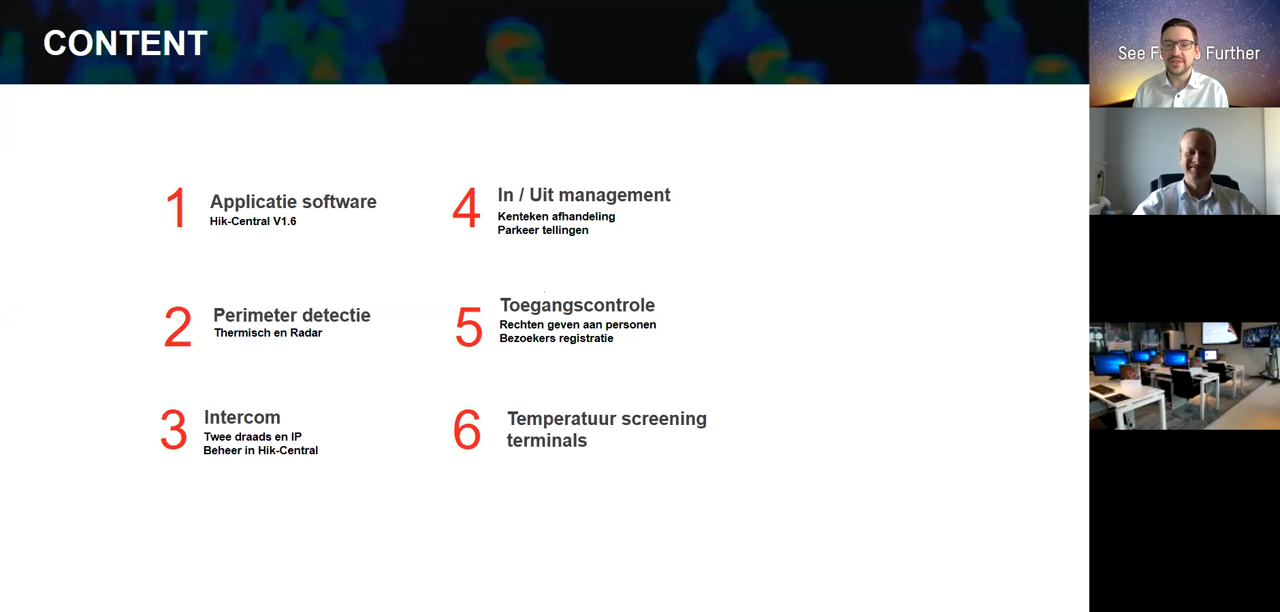 CONTENT
1
Applicatie software
Hik-Central V1.6
2
Perimeter detectie
Thermisch en Radar
3
Intercom
Twee draads en IP
Beheer in Hik-Central
4
In / Uit management
Kenteken afhandeling
Parkeer tellingen
5
Toegangscontrole
Rechten geven aan personen
Bezoekers registratie
6
Temperatuur screening
terminals
See F
Further